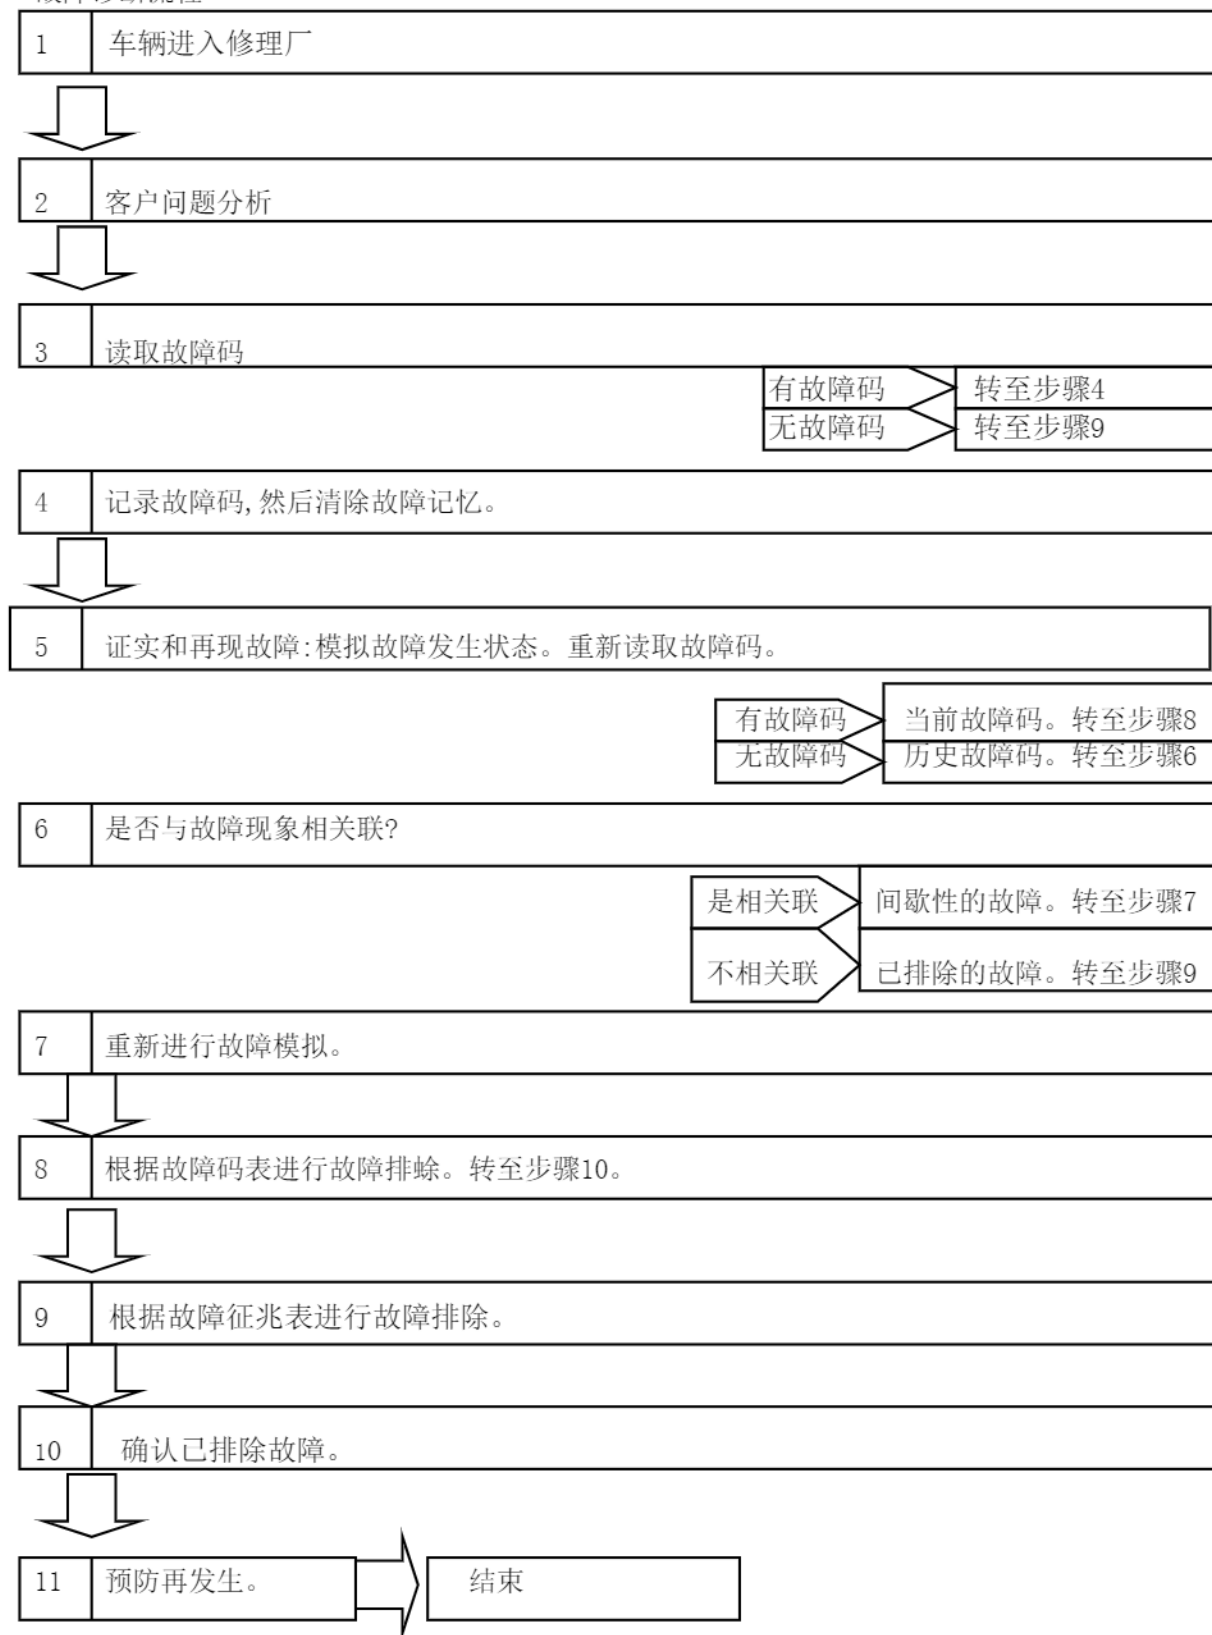 1 车辆进入修理厂
2 客户问题分析
3 读取故障码
有故障码 转至步骤4
无故障码 转至步骤9
4 记录故障码,然后清除故障记忆。
5 证实和再现故障:模拟故障发生状态。重新读取故障码。
有故障码 当前故障码。转至步骤8
无故障码 历史故障码。转至步骤6
6 是否与故障现象相关联?
是相关联 间歇性的故障。转至步骤7
不相关联 已排除的故障。转至步骤9
7 重新进行故障模拟。
8 根据故障码表进行故障排蜍。转至步骤10。
9 根据故障征兆表进行故障排除。
10 确认已排除故障。
11 预防再发生。 结束